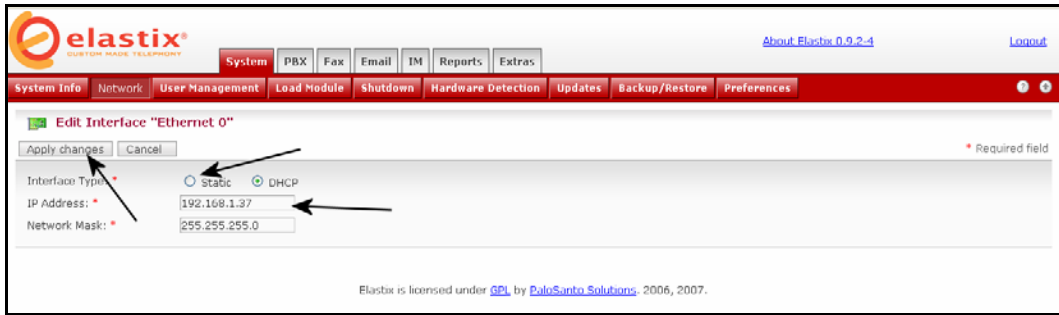 elastix®
CUSTOM MADE TELEPHONY
System PBX Fax Email IM Reports Extras
About Elastix 0.9.2-4 Logout
System Info Network User Management Load Module Shutdown Hardware Detection Updates Backup/Restore Preferences
Edit Interface "Ethernet 0"
Apply changes Cancel * Required field
Interface Type: * Static DHCP
IP Address: * 192.168.1.37
Network Mask: * 255.255.255.0
Elastix is licensed under GPL by PaloSanto Solutions. 2006, 2007.